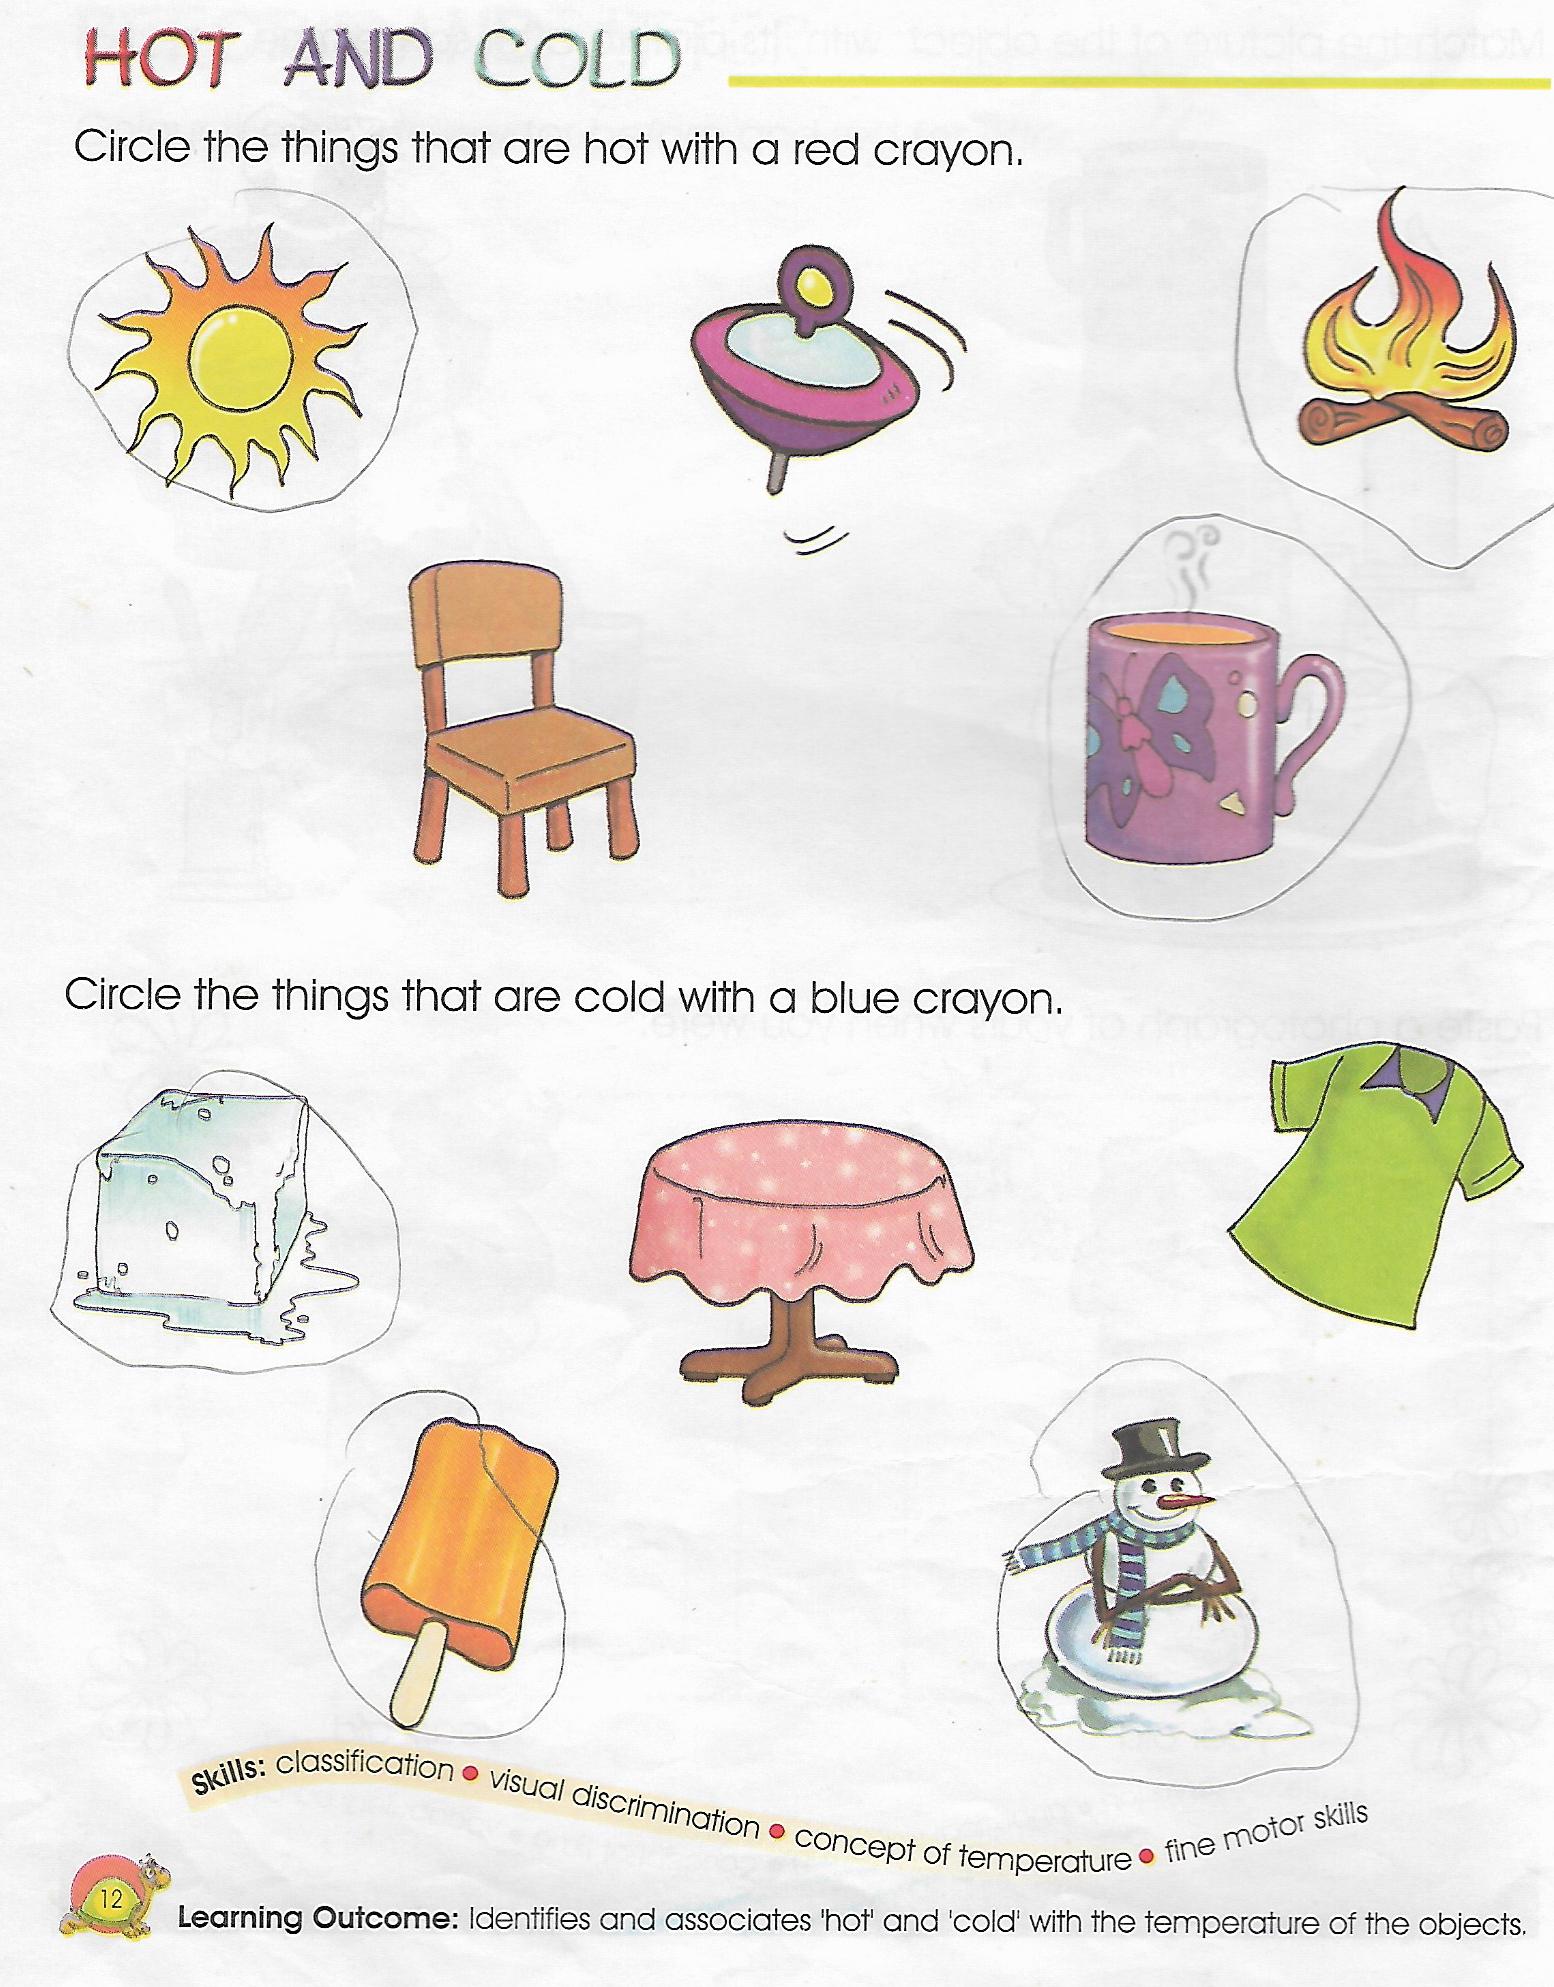 HOT AND COLD
Circle the things that are hot with a red crayon.
Circle the things that are cold with a blue crayon.
Skills: classification • visual discrimination • concept of temperature • fine motor skills
12
Learning Outcome: Identifies and associates 'hot' and 'cold' with the temperature of the objects.